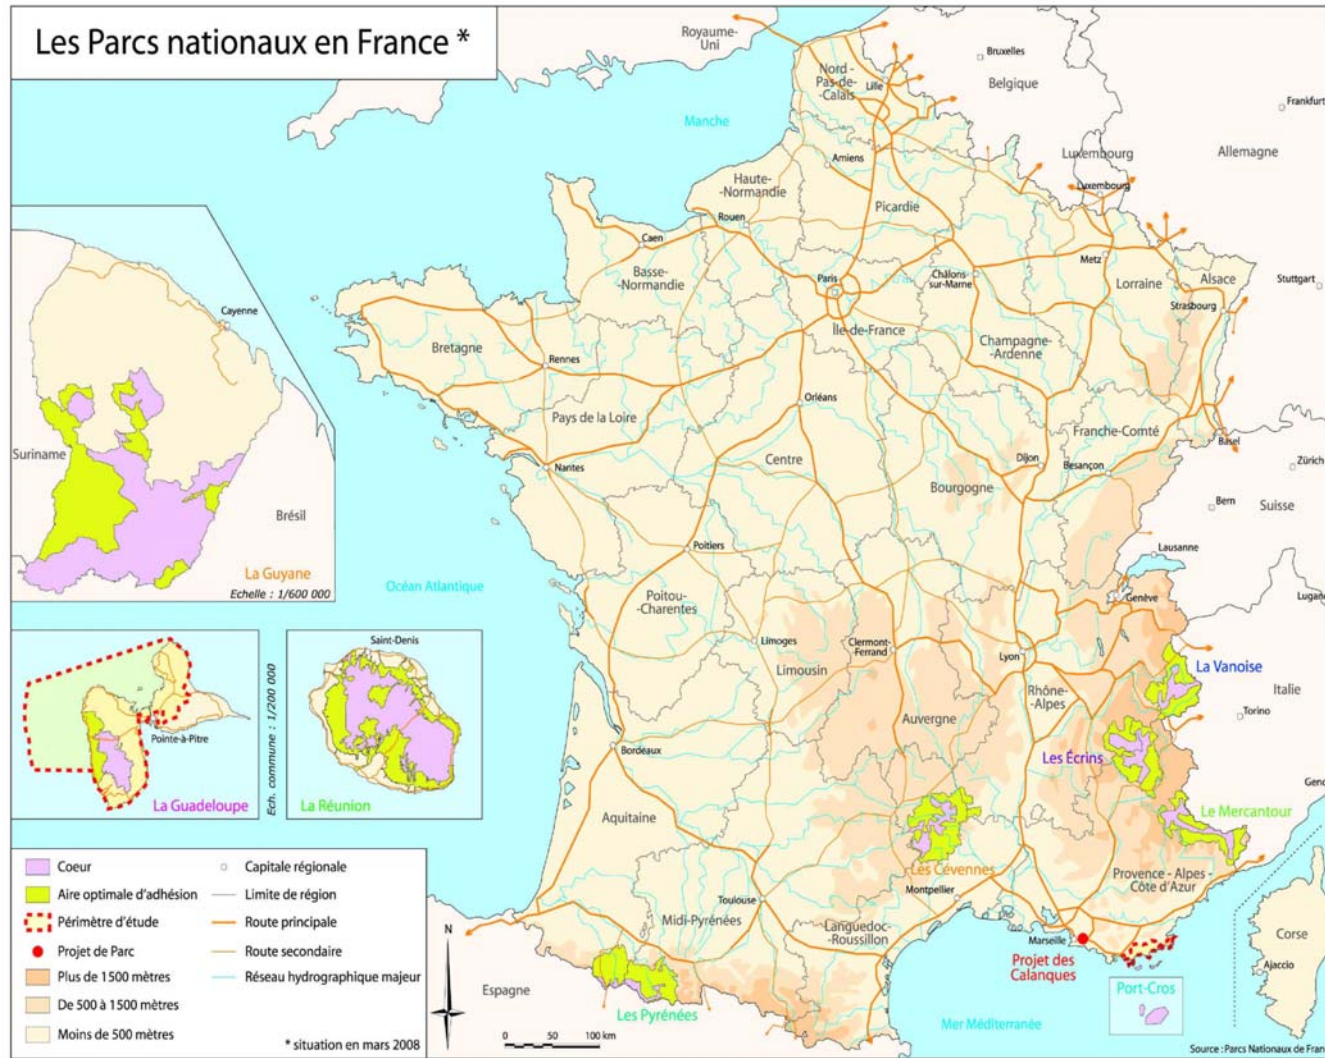 Les Parcs nationaux en France *
Royaume-
Uni
Bruxelles
Belgique
Frankfurt
Nord -
Pas-de-
-Calais
Lille
Manche
Luxembourg
Luxembourg
Allemagne
Amiens
Haute-
-Normandie
Rouen
Picardie
Caen
Basse-
-Normandie
Paris
Île-de-France
Châlons-
sur-Marne
Metz
Lorraine
Alsace
Strasbourg
Stuttgart
Champagne-
-Ardenne
Bretagne
Rennes
Pays de la Loire
Orléans
Nantes
Centre
Bourgogne
Dijon
Franche-Comté
Besançon
Basel
Zürich
Bern
Suisse
Lausanne
Genève
Lugano
Cayenne
Suriname
Brésil
La Guyane
Echelle : 1/600 000
Océan Atlantique
Poitiers
Poitou-
-Charentes
Limoges
Limousin
Clermont-
Ferrand
Auvergne
Lyon
Rhône-
-Alpes
La Vanoise
Italie
Torino
Les Écrins
Le Mercantour
Provence - Alpes -
Côte d'Azur
Pointe-à-Pitre
La Guadeloupe
Ech. commune : 1/200 000
Saint-Denis
La Réunion
Bordeaux
Aquitaine
Toulouse
Midi-Pyrénées
Les Cévennes
Montpellier
Languedoc-
-Roussillon
Marseille
Projet des
Calanques
Port-Cros
Corse
Ajaccio
Espagne
Les Pyrénées
Mer Méditerranée
Coeur
Aire optimale d'adhésion
Périmètre d'étude
Projet de Parc
Plus de 1500 mètres
De 500 à 1500 mètres
Moins de 500 mètres
Capitale régionale
Limite de région
Route principale
Route secondaire
Réseau hydrographique majeur
* situation en mars 2008
N
0 50 100 km
Source : Parcs Nationaux de Fran